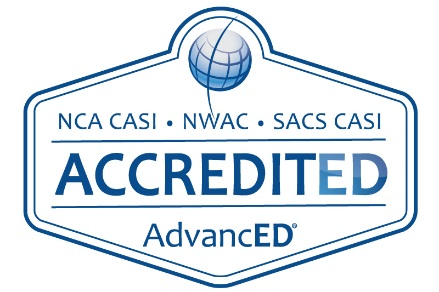 NCA CASI • NWAC • SACS CASI
ACCREDITED
AdvancED®